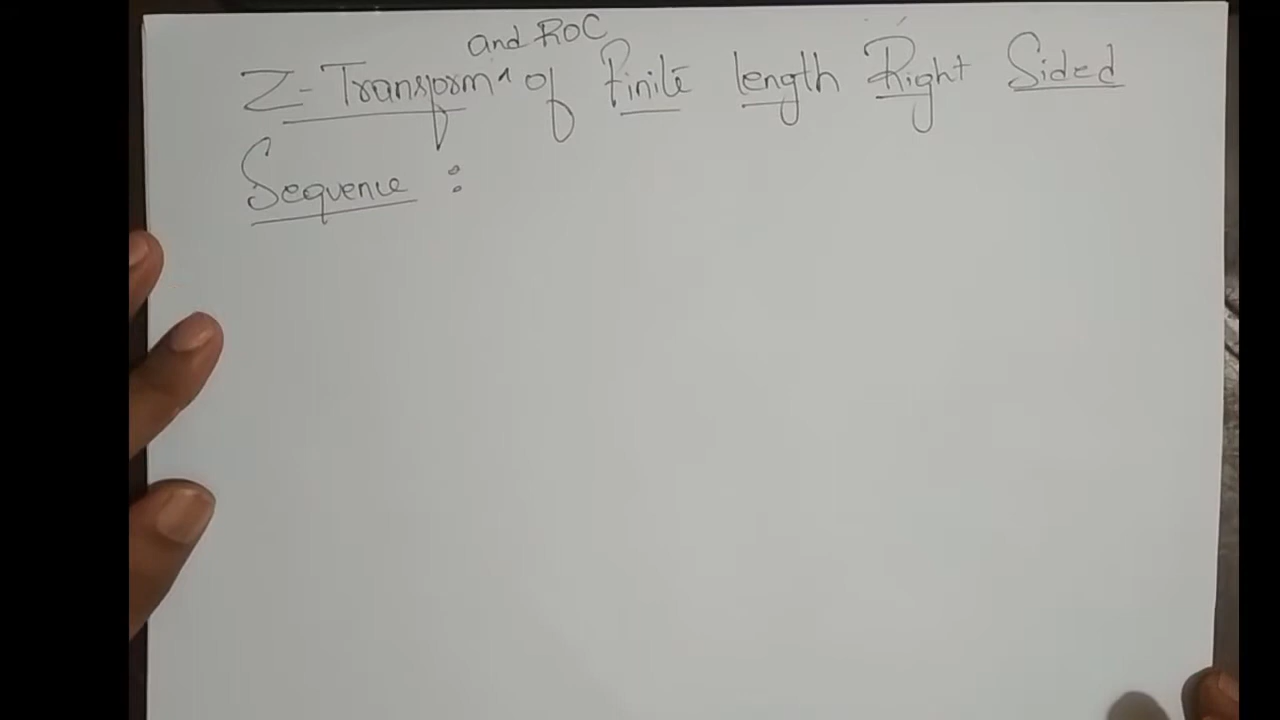 and ROC
Z-Transform ^ of Finite length Right Sided
Sequence :